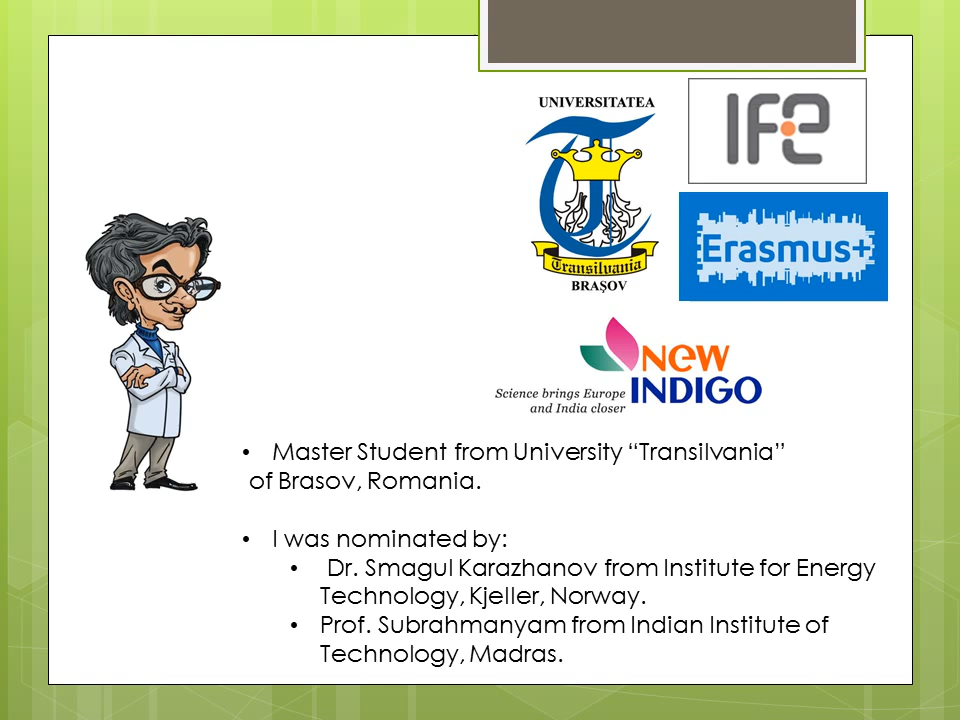 UNIVERSITATEA
Transilvania
BRAŞOV
IFE
Erasmus+
New
INDIGO
Science brings Europe
and India closer
• Master Student from University “Transilvania”
of Brasov, Romania.
• I was nominated by:
• Dr. Smagul Karazhanov from Institute for Energy
Technology, Kjeller, Norway.
• Prof. Subrahmanyam from Indian Institute of
Technology, Madras.